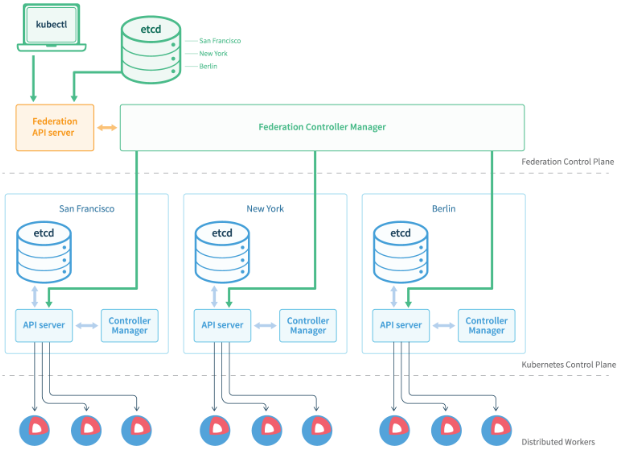 kubectl
etcd
San Francisco
New York
Berlin
Federation
API server
Federation Controller Manager
Federation Control Plane
San Francisco
New York
Berlin
etcd
etcd
etcd
API server
Controller
Manager
API server
Controller
Manager
API server
Controller
Manager
Kubernetes Control Plane
Distributed Workers